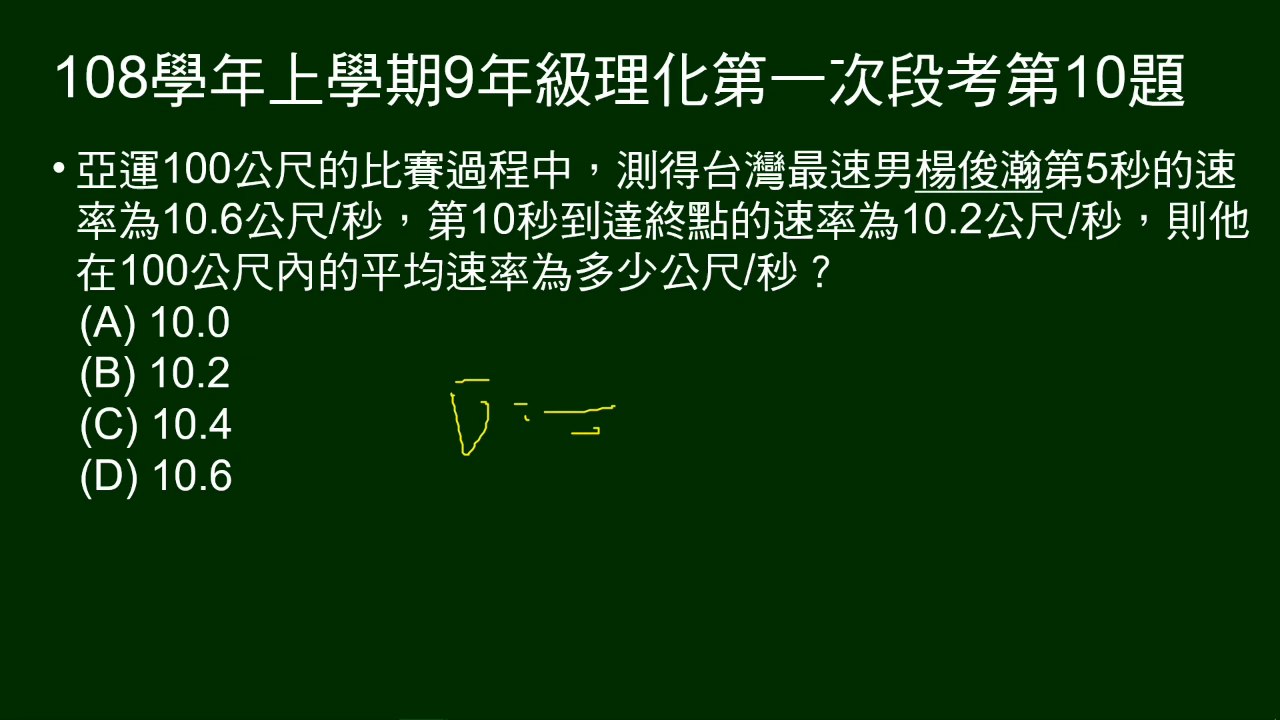 108學年上學期9年級理化第一次段考第10題
• 亞運100公尺的比賽過程中，測得台灣最速男楊俊瀚第5秒的速
率為10.6公尺/秒，第10秒到達終點的速率為10.2公尺/秒，則他
在100公尺內的平均速率為多少公尺/秒？
(A) 10.0
(B) 10.2
(C) 10.4
(D) 10.6